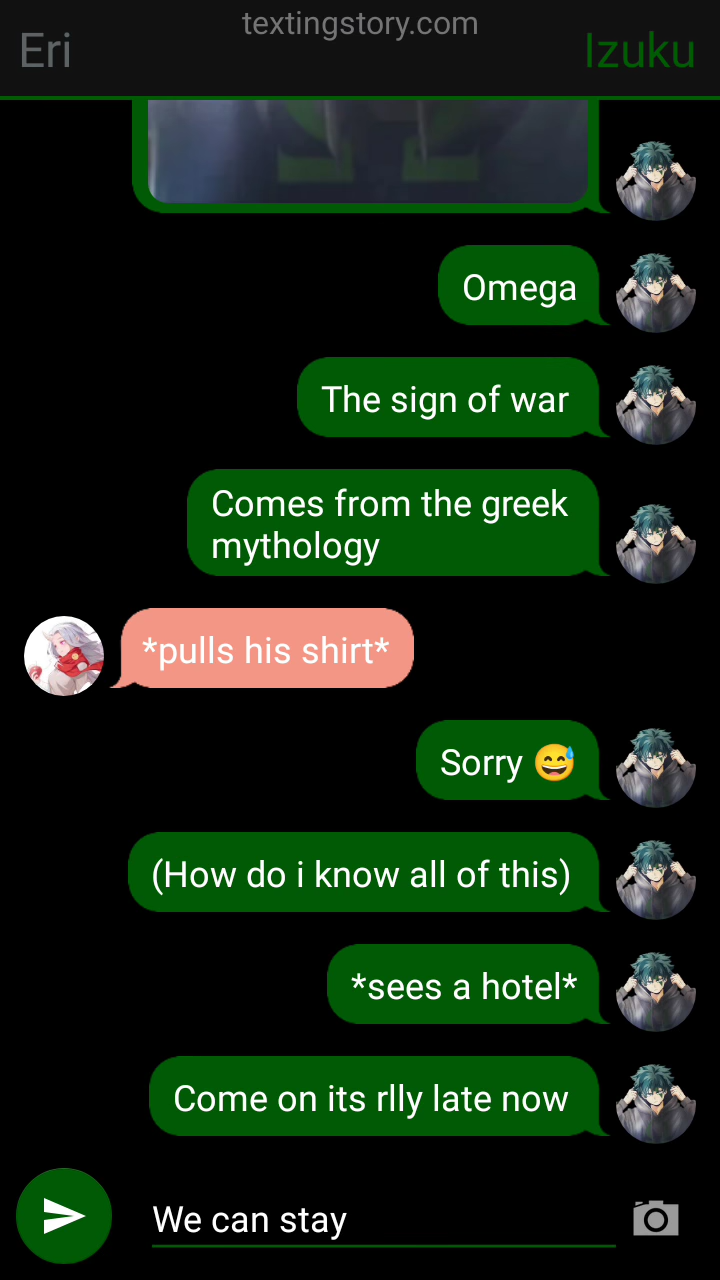 textingstory.com
Eri
Izuku
Omega
The sign of war
Comes from the greek
mythology
*pulls his shirt*
Sorry 😅
(How do i know all of this)
*sees a hotel*
Come on its rlly late now
We can stay